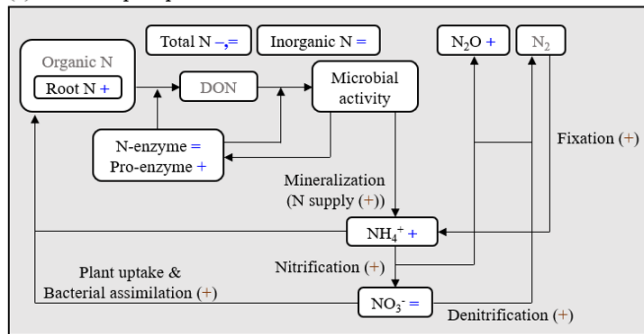 Total N –,=
Inorganic N =
N₂O +
N₂
Organic N
Root N +
DON
Microbial
activity
N-enzyme =
Pro-enzyme +
Fixation (+)
Mineralization
(N supply (+))
NH₄⁺ +
Nitrification (+)
Plant uptake &
Bacterial assimilation (+)
NO₃⁻ =
Denitrification (+)